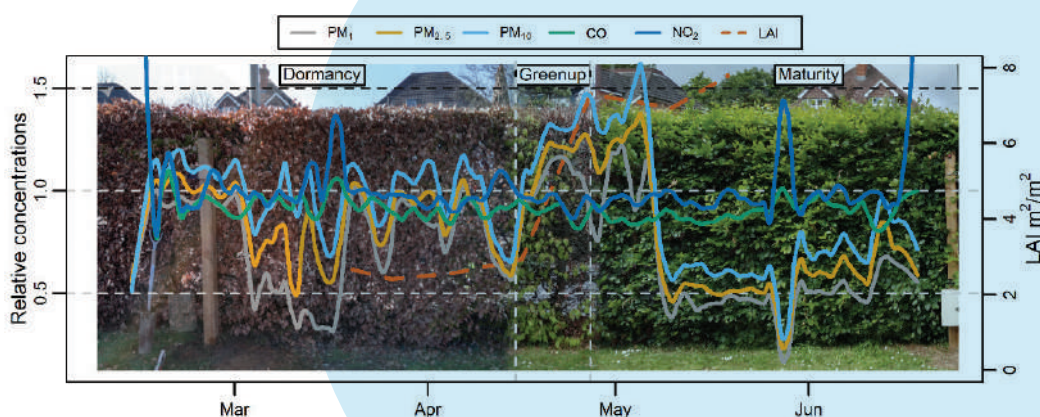 PM₁ PM₂.₅ PM₁₀ CO NO₂ LAI
Dormancy Greenup Maturity
Relative concentrations
1.5
1.0
0.5
8
6
4
2
0
LAI m²/m²
Mar Apr May Jun